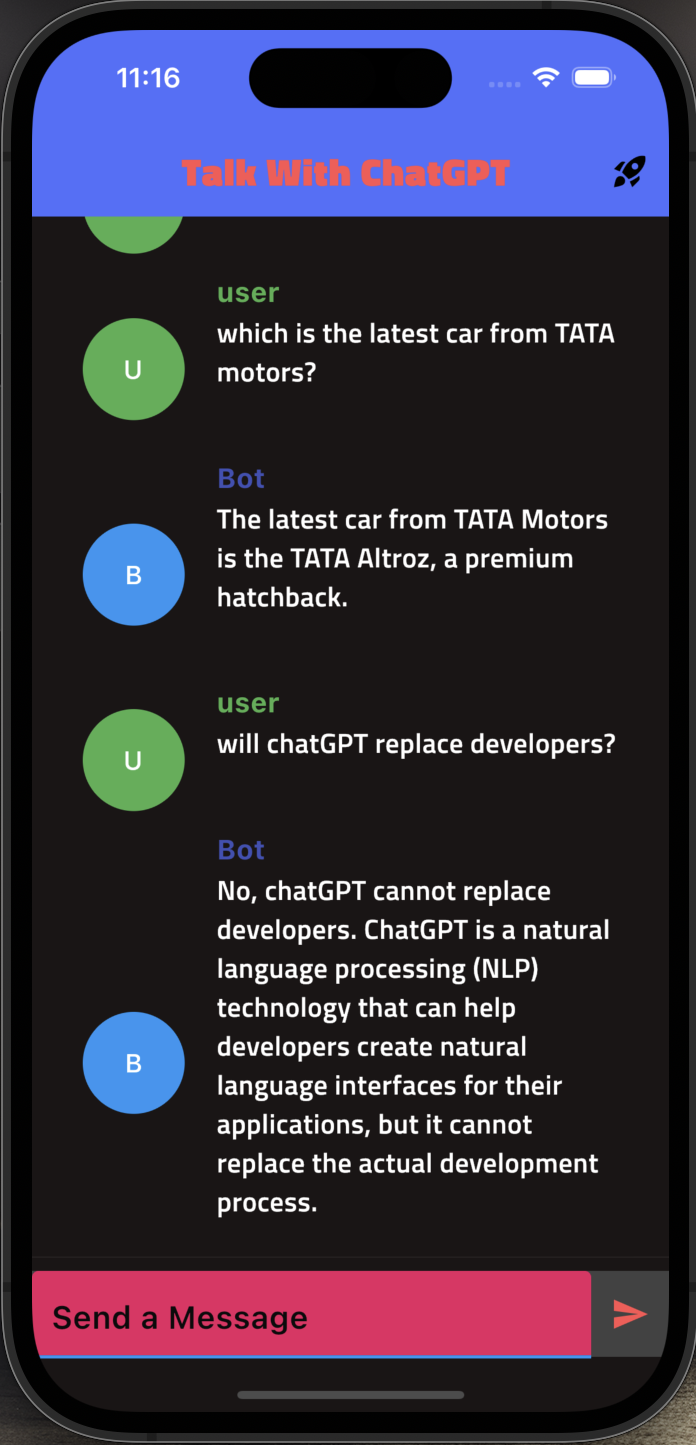 11:16
Talk With ChatGPT
user
U
which is the latest car from TATA
motors?
Bot
B
The latest car from TATA Motors
is the TATA Altroz, a premium
hatchback.
user
U
will chatGPT replace developers?
Bot
B
No, chatGPT cannot replace
developers. ChatGPT is a natural
language processing (NLP)
technology that can help
developers create natural
language interfaces for their
applications, but it cannot
replace the actual development
process.
Send a Message